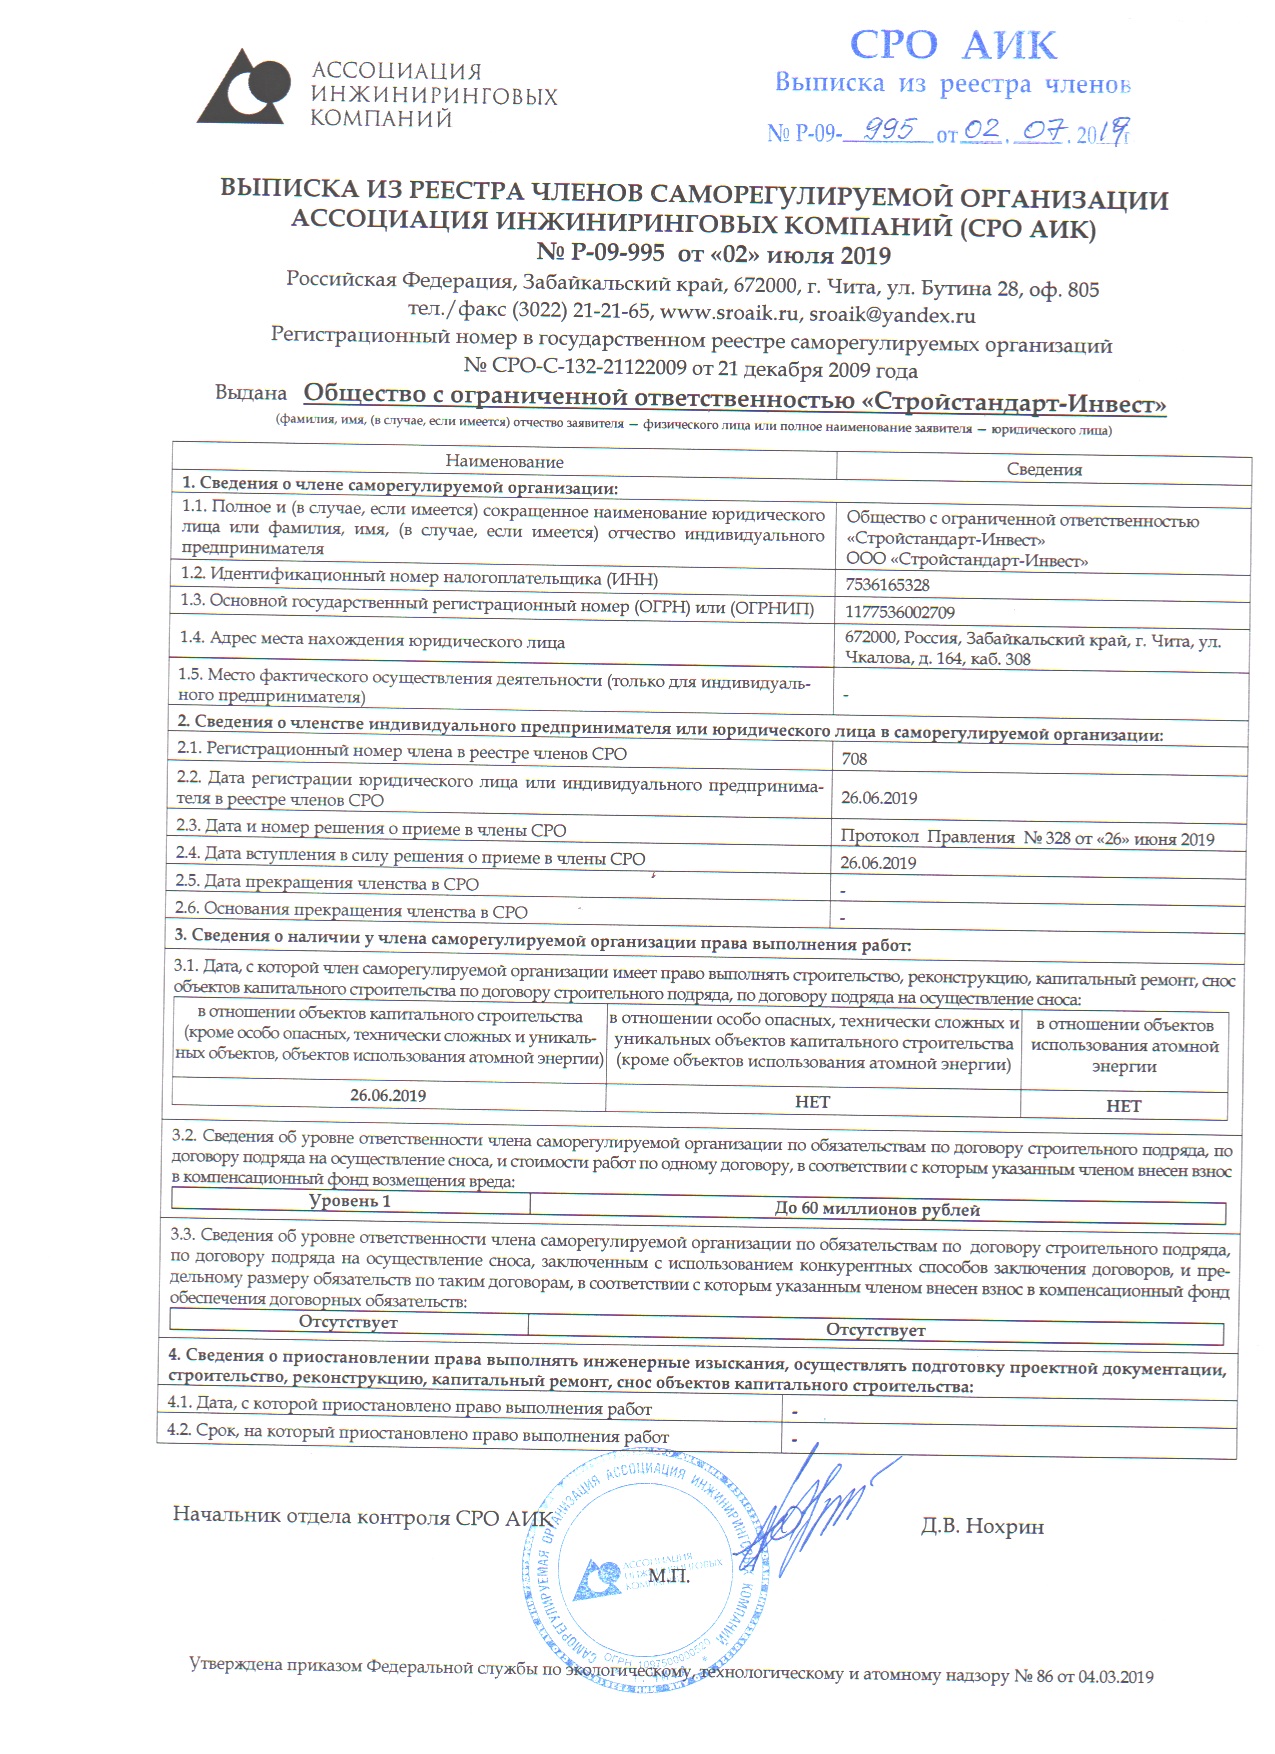 АССОЦИАЦИЯ
ИНЖИНИРИНГОВЫХ
КОМПАНИЙ
СРО АИК
Выписка из реестра членов
№ Р-09- 995 от 02 . 07 . 2019 г
ВЫПИСКА ИЗ РЕЕСТРА ЧЛЕНОВ САМОРЕГУЛИРУЕМОЙ ОРГАНИЗАЦИИ
АССОЦИАЦИЯ ИНЖИНИРИНГОВЫХ КОМПАНИЙ (СРО АИК)
№ Р-09-995 от «02» июля 2019
Российская Федерация, Забайкальский край, 672000, г. Чита, ул. Бутина 28, оф. 805
тел./факс (3022) 21-21-65, www.sroaik.ru, sroaik@yandex.ru
Регистрационный номер в государственном реестре саморегулируемых организаций
№ СРО-С-132-21122009 от 21 декабря 2009 года
Выдана Общество с ограниченной ответственностью «Стройстандарт-Инвест»
(фамилия, имя, (в случае, если имеется) отчество заявителя — физического лица или полное наименование заявителя — юридического лица)
Наименование
Сведения
1. Сведения о члене саморегулируемой организации:
1.1. Полное и (в случае, если имеется) сокращенное наименование юридического
лица или фамилия, имя, (в случае, если имеется) отчество индивидуального
предпринимателя
Общество с ограниченной ответственностью
«Стройстандарт-Инвест»
ООО «Стройстандарт-Инвест»
1.2. Идентификационный номер налогоплательщика (ИНН)
7536165328
1.3. Основной государственный регистрационный номер (ОГРН) или (ОГРНИП)
1177536002709
1.4. Адрес места нахождения юридического лица
672000, Россия, Забайкальский край, г. Чита, ул.
Чкалова, д. 164, каб. 308
1.5. Место фактического осуществления деятельности (только для индивидуаль-
ного предпринимателя)
-
2. Сведения о членстве индивидуального предпринимателя или юридического лица в саморегулируемой организации:
2.1. Регистрационный номер члена в реестре членов СРО
708
2.2. Дата регистрации юридического лица или индивидуального предпринима-
теля в реестре членов СРО
26.06.2019
2.3. Дата и номер решения о приеме в члены СРО
Протокол Правления № 328 от «26» июня 2019
2.4. Дата вступления в силу решения о приеме в члены СРО
26.06.2019
2.5. Дата прекращения членства в СРО
-
2.6. Основания прекращения членства в СРО
-
3. Сведения о наличии у члена саморегулируемой организации права выполнения работ:
3.1. Дата, с которой член саморегулируемой организации имеет право выполнять строительство, реконструкцию, капитальный ремонт, снос
объектов капитального строительства по договору строительного подряда, по договору подряда на осуществление сноса:
в отношении объектов капитального строительства
(кроме особо опасных, технически сложных и уникаль-
ных объектов, объектов использования атомной энергии)
в отношении особо опасных, технически сложных и
уникальных объектов капитального строительства
(кроме объектов использования атомной энергии)
в отношении объектов
использования атомной
энергии
26.06.2019
НЕТ
НЕТ
3.2. Сведения об уровне ответственности члена саморегулируемой организации по обязательствам по договору строительного подряда, по
договору подряда на осуществление сноса, и стоимости работ по одному договору, в соответствии с которым указанным членом внесен взнос
в компенсационный фонд возмещения вреда:
Уровень 1
До 60 миллионов рублей
3.3. Сведения об уровне ответственности члена саморегулируемой организации по обязательствам по договору строительного подряда,
по договору подряда на осуществление сноса, заключенным с использованием конкурентных способов заключения договоров, и пре-
дельному размеру обязательств по таким договорам, в соответствии с которым указанным членом внесен взнос в компенсационный фонд
обеспечения договорных обязательств:
Отсутствует
Отсутствует
4. Сведения о приостановлении права выполнять инженерные изыскания, осуществлять подготовку проектной документации,
строительство, реконструкцию, капитальный ремонт, снос объектов капитального строительства:
4.1. Дата, с которой приостановлено право выполнения работ
-
4.2. Срок, на который приостановлено право выполнения работ
-
САМОРЕГУЛИРУЕМАЯ ОРГАНИЗАЦИЯ АССОЦИАЦИЯ ИНЖИНИРИНГОВЫХ КОМПАНИЙ
Начальник отдела контроля СРО АИК
Д.В. Нохрин
АССОЦИАЦИЯ
ИНЖИНИРИНГОВЫХ
М.П.
Утверждена приказом Федеральной службы по экологическому, технологическому и атомному надзору № 86 от 04.03.2019